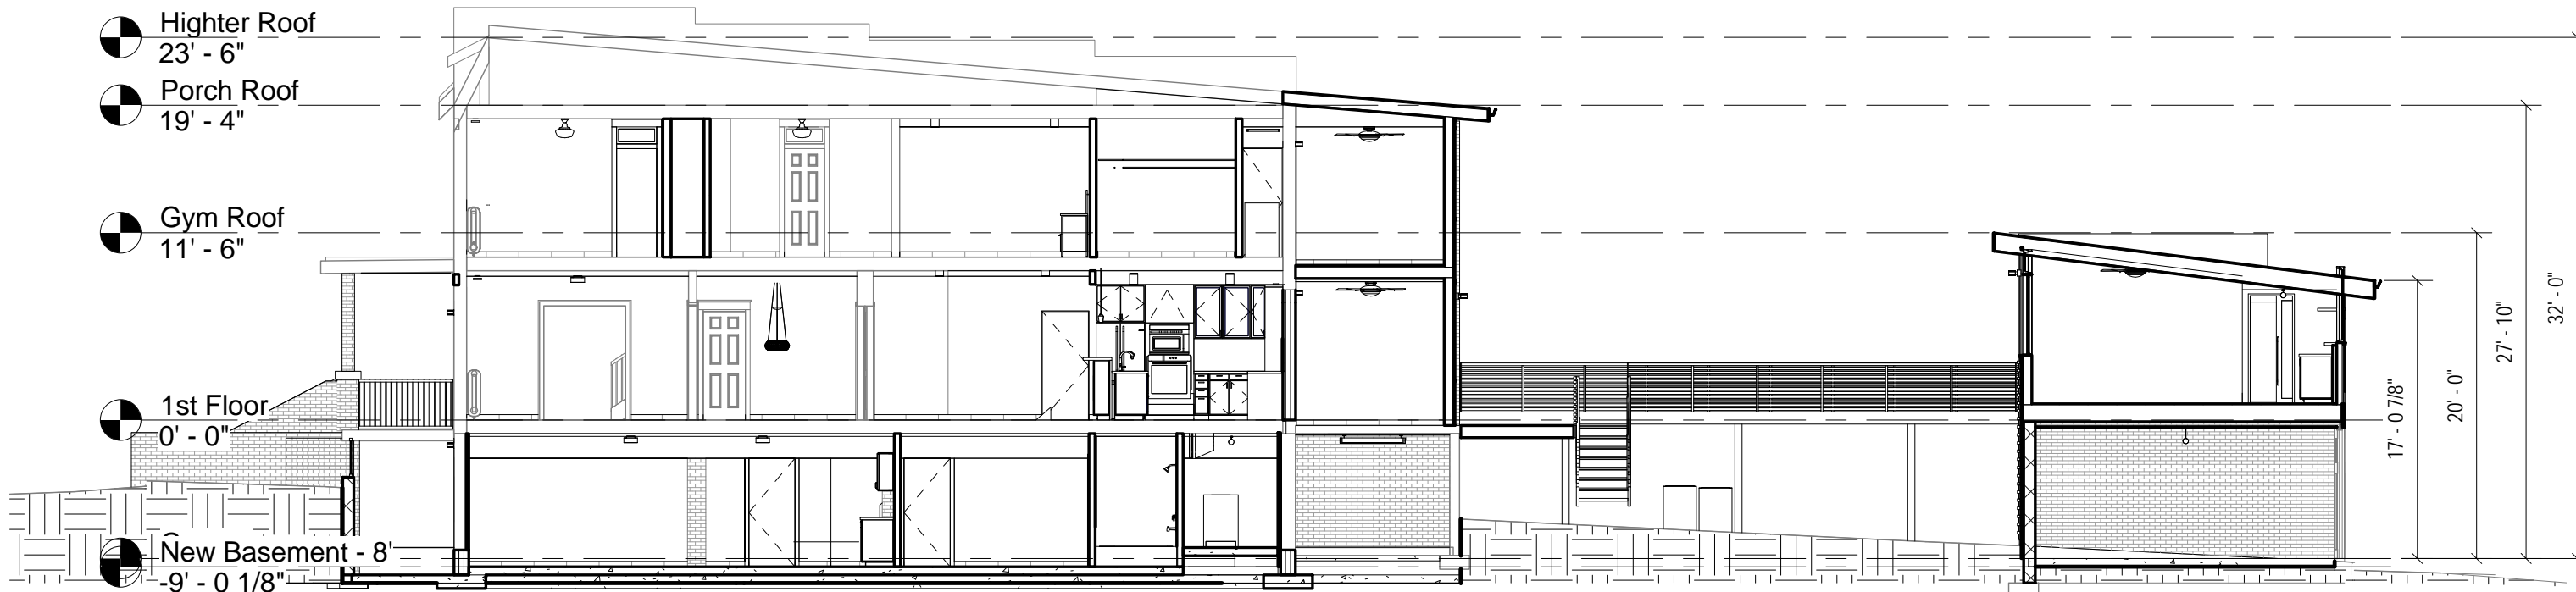 Highter Roof
23' - 6"
Porch Roof
19' - 4"
Gym Roof
11' - 6"
1st Floor
0' - 0"
New Basement - 8'
-9' - 0 1/8"
17' - 0 7/8"
20' - 0"
27' - 10"
32' - 0"